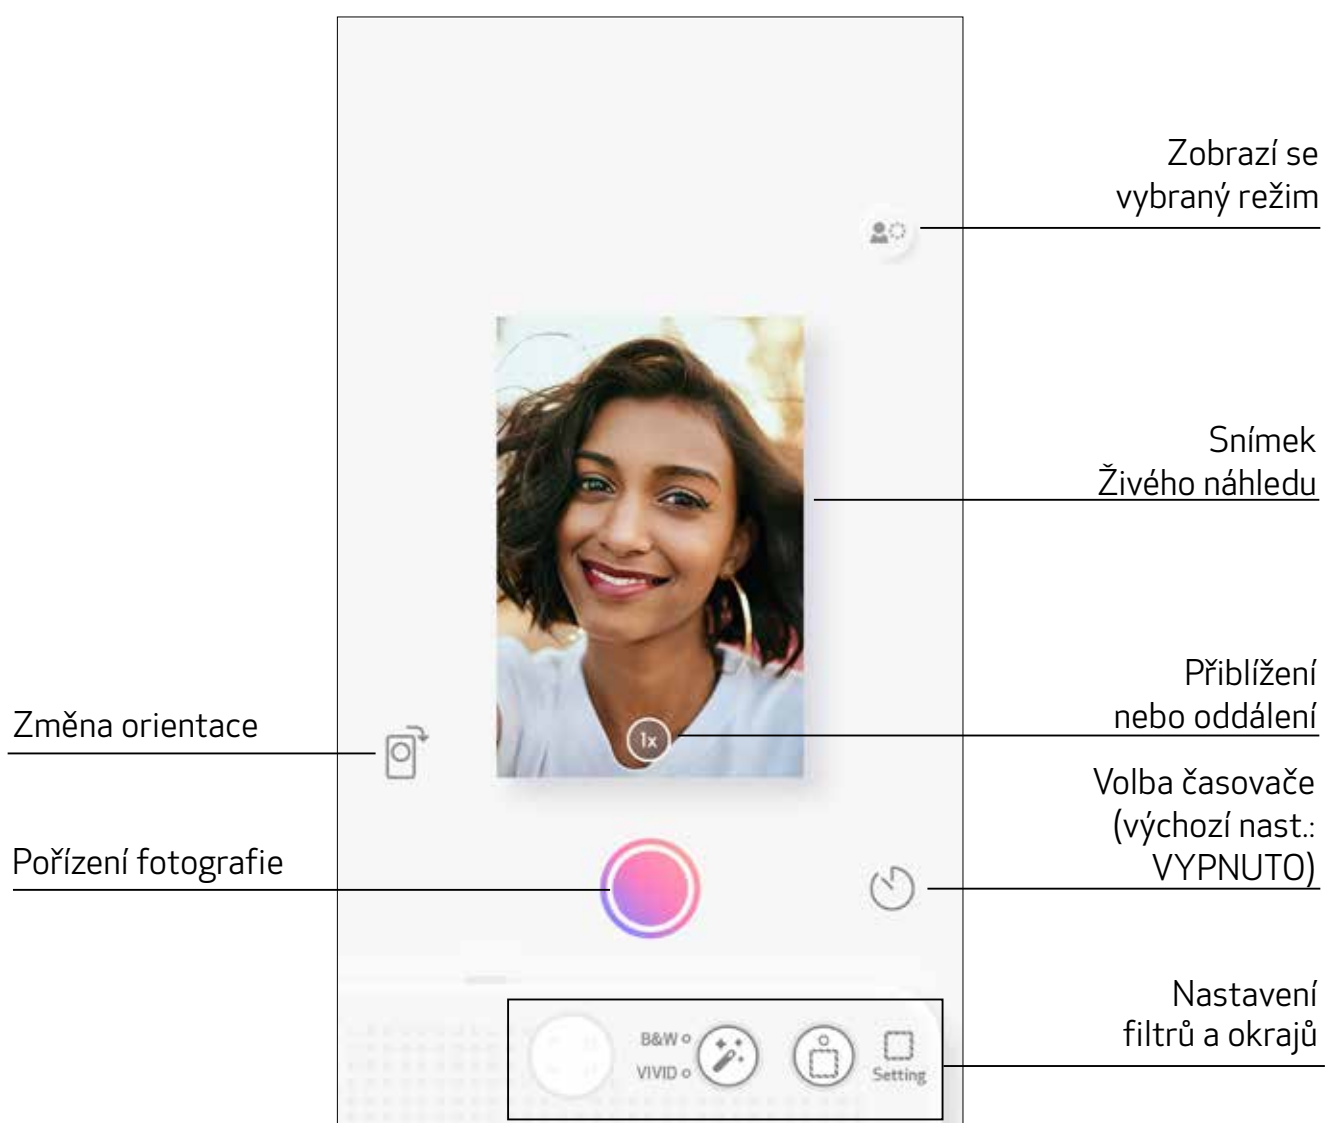 Zobrazí se
vybraný režim
Snímek
Živého náhledu
Přiblížení
nebo oddálení
1x
Změna orientace
Volba časovače
(výchozí nast.:
VYPNUTO)
Pořízení fotografie
Nastavení
filtrů a okrajů
B&W
VIVID
Setting